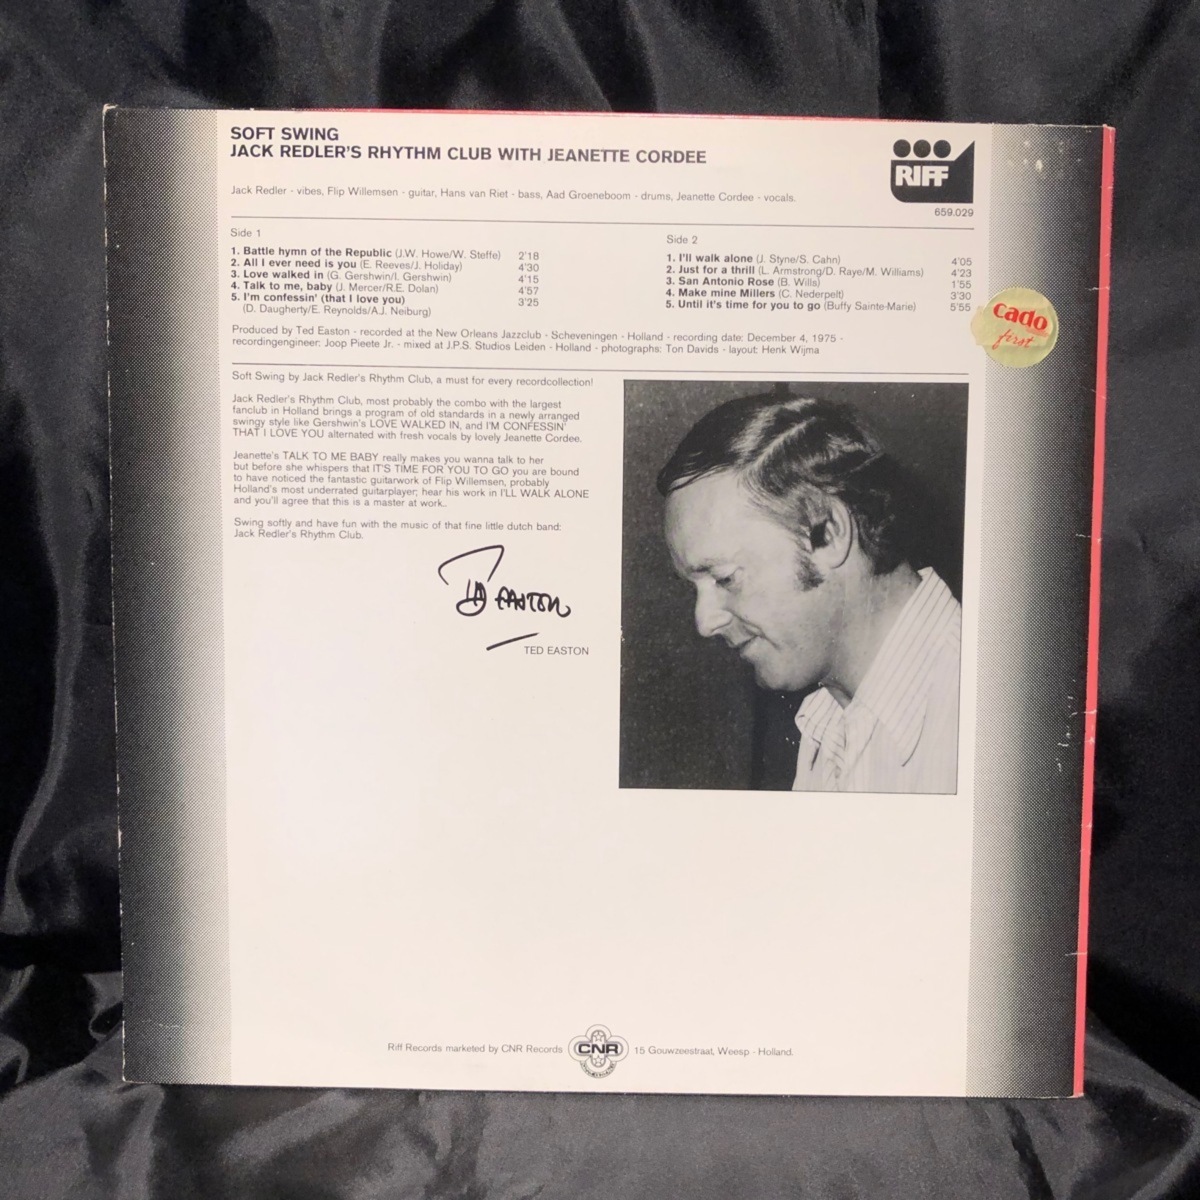 SOFT SWING
JACK REDLER'S RHYTHM CLUB WITH JEANETTE CORDEE
RIFF
659.029
Jack Redler - vibes, Flip Willemsen - guitar, Hans van Riet - bass, Aad Groeneboom - drums, Jeanette Cordee - vocals.
Side 1
1. Battle hymn of the Republic (J.W. Howe/W. Steffe) 2'18
2. All I ever need is you (E. Reeves/J. Holiday) 4'30
3. Love walked in (G. Gershwin/I. Gershwin) 4'15
4. Talk to me, baby (J. Mercer/R.E. Dolan) 4'57
5. I'm confessin' (that I love you) 3'25
(D. Daugherty/E. Reynolds/A.J. Neiburg)
Side 2
1. I'll walk alone (J. Styne/S. Cahn) 4'05
2. Just for a thrill (L. Armstrong/D. Raye/M. Williams) 4'23
3. San Antonio Rose (B. Wills) 1'55
4. Make mine Millers (C. Nederpelt) 3'30
5. Until it's time for you to go (Buffy Sainte-Marie) 5'55
cado
first
Produced by Ted Easton - recorded at the New Orleans Jazzclub - Scheveningen - Holland - recording date: December 4, 1975 -
recordingengineer: Joop Pieete Jr. - mixed at J.P.S. Studios Leiden - Holland - photographs: Ton Davids - layout: Henk Wijma
Soft Swing by Jack Redler's Rhythm Club, a must for every recordcollection!
Jack Redler's Rhythm Club, most probably the combo with the largest
fanclub in Holland brings a program of old standards in a newly arranged
swingy style like Gershwin's LOVE WALKED IN, and I'M CONFESSIN'
THAT I LOVE YOU alternated with fresh vocals by lovely Jeanette Cordee.
Jeanette's TALK TO ME BABY really makes you wanna talk to her
but before she whispers that IT'S TIME FOR YOU TO GO you are bound
to have noticed the fantastic guitarwork of Flip Willemsen, probably
Holland's most underrated guitarplayer; hear his work in I'LL WALK ALONE
and you'll agree that this is a master at work..
Swing softly and have fun with the music of that fine little dutch band:
Jack Redler's Rhythm Club.
TED EASTON
TED EASTON
Riff Records marketed by CNR Records CNR 15 Gouwzeestraat, Weesp - Holland.